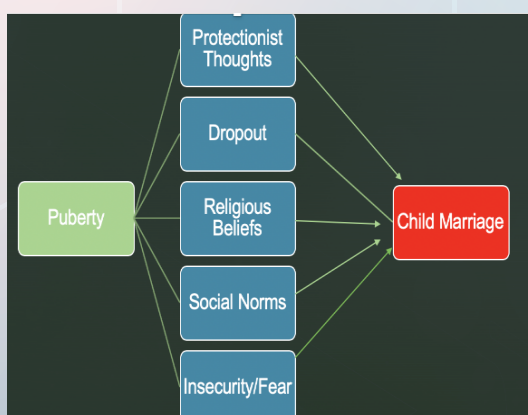 Protectionist
Thoughts
Dropout
Puberty
Religious
Beliefs
Child Marriage
Social Norms
Insecurity/Fear